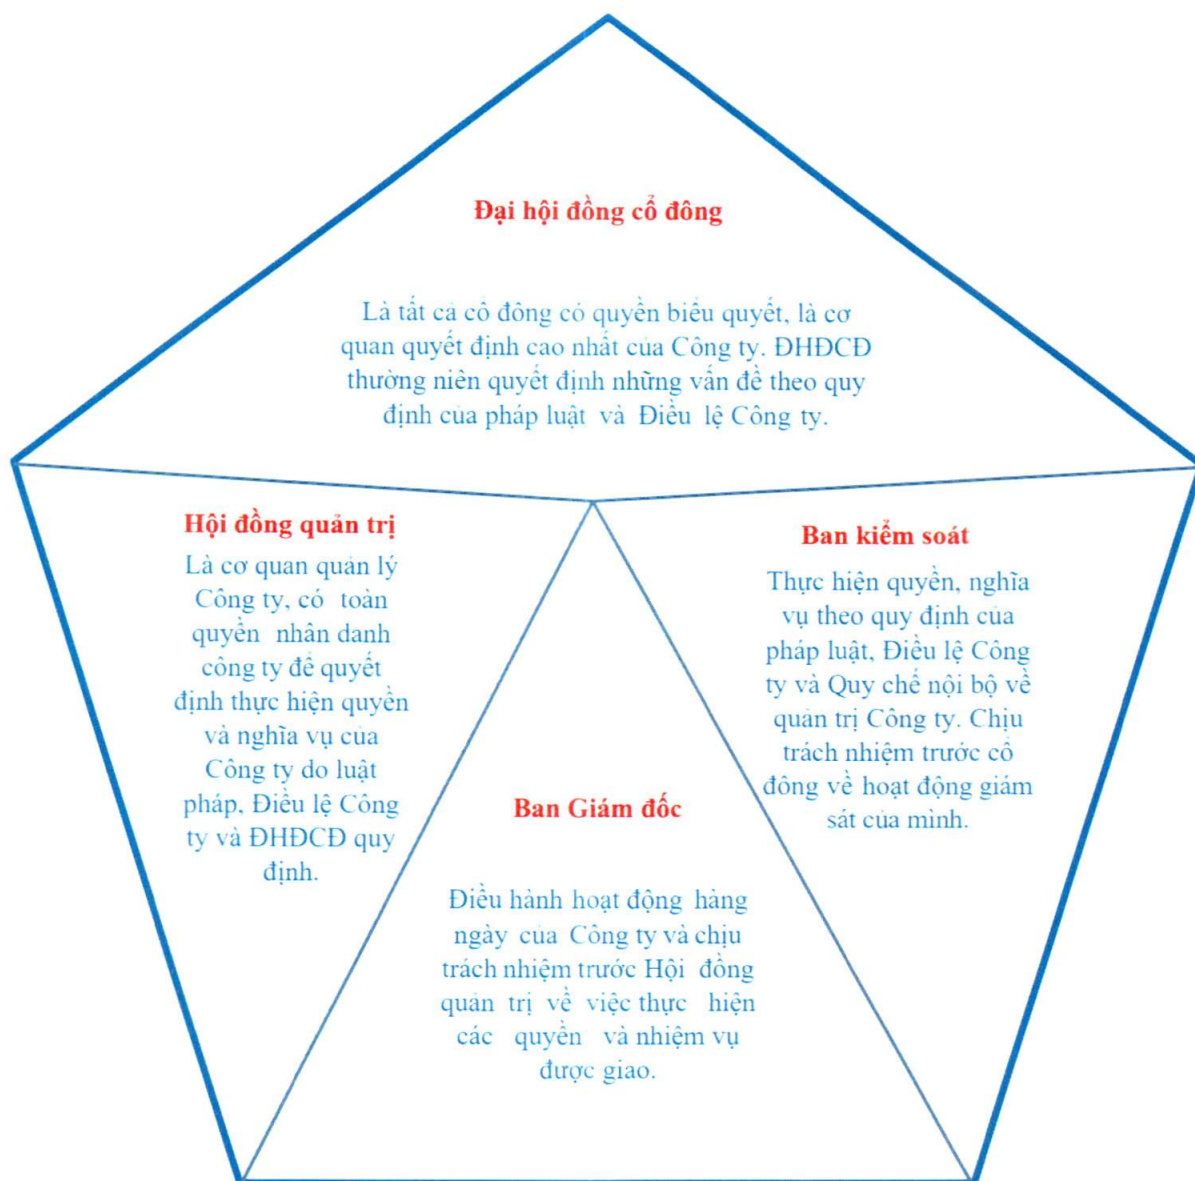 Đại hội đồng cổ đông
Là tất cả cổ đông có quyền biểu quyết, là cơ
quan quyết định cao nhất của Công ty. ĐHĐCĐ
thường niên quyết định những vấn đề theo quy
định của pháp luật và Điều lệ Công ty.
Hội đồng quản trị
Là cơ quan quản lý
Công ty, có toàn
quyền nhân danh
công ty để quyết
định thực hiện quyền
và nghĩa vụ của
Công ty do luật
pháp, Điều lệ Công
ty và ĐHĐCĐ quy
định.
Ban kiểm soát
Thực hiện quyền, nghĩa
vụ theo quy định của
pháp luật, Điều lệ Công
ty và Quy chế nội bộ về
quản trị Công ty. Chịu
trách nhiệm trước cổ
đông về hoạt động giám
sát của mình.
Ban Giám đốc
Điều hành hoạt động hàng
ngày của Công ty và chịu
trách nhiệm trước Hội đồng
quản trị về việc thực hiện
các quyền và nhiệm vụ
được giao.